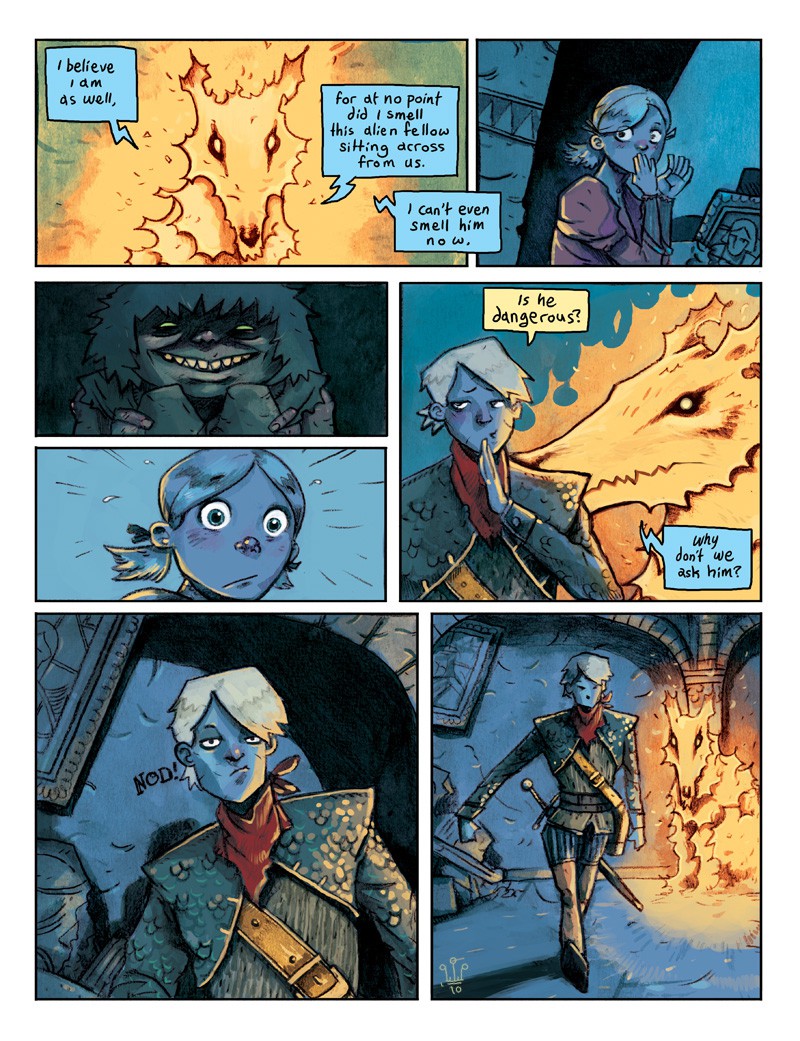 I believe
I am
as well,
for at no point
did I smell
this alien fellow
sitting across
from us.
I can't even
smell him
now.
Is he
dangerous?
Why
don't we
ask him?
NOD!
10